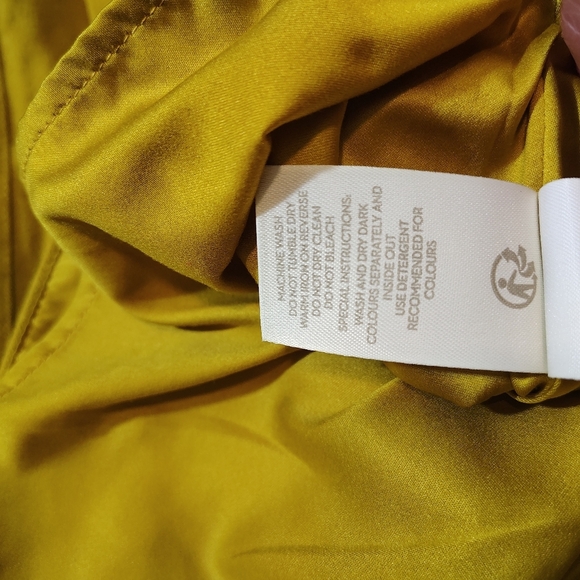 MACHINE WASH
DO NOT TUMBLE DRY
WARM IRON ON REVERSE
DO NOT DRY CLEAN
DO NOT BLEACH
SPECIAL INSTRUCTIONS:
WASH AND DRY DARK
COLOURS SEPARATELY AND
INSIDE OUT
USE DETERGENT
RECOMMENDED FOR
COLOURS